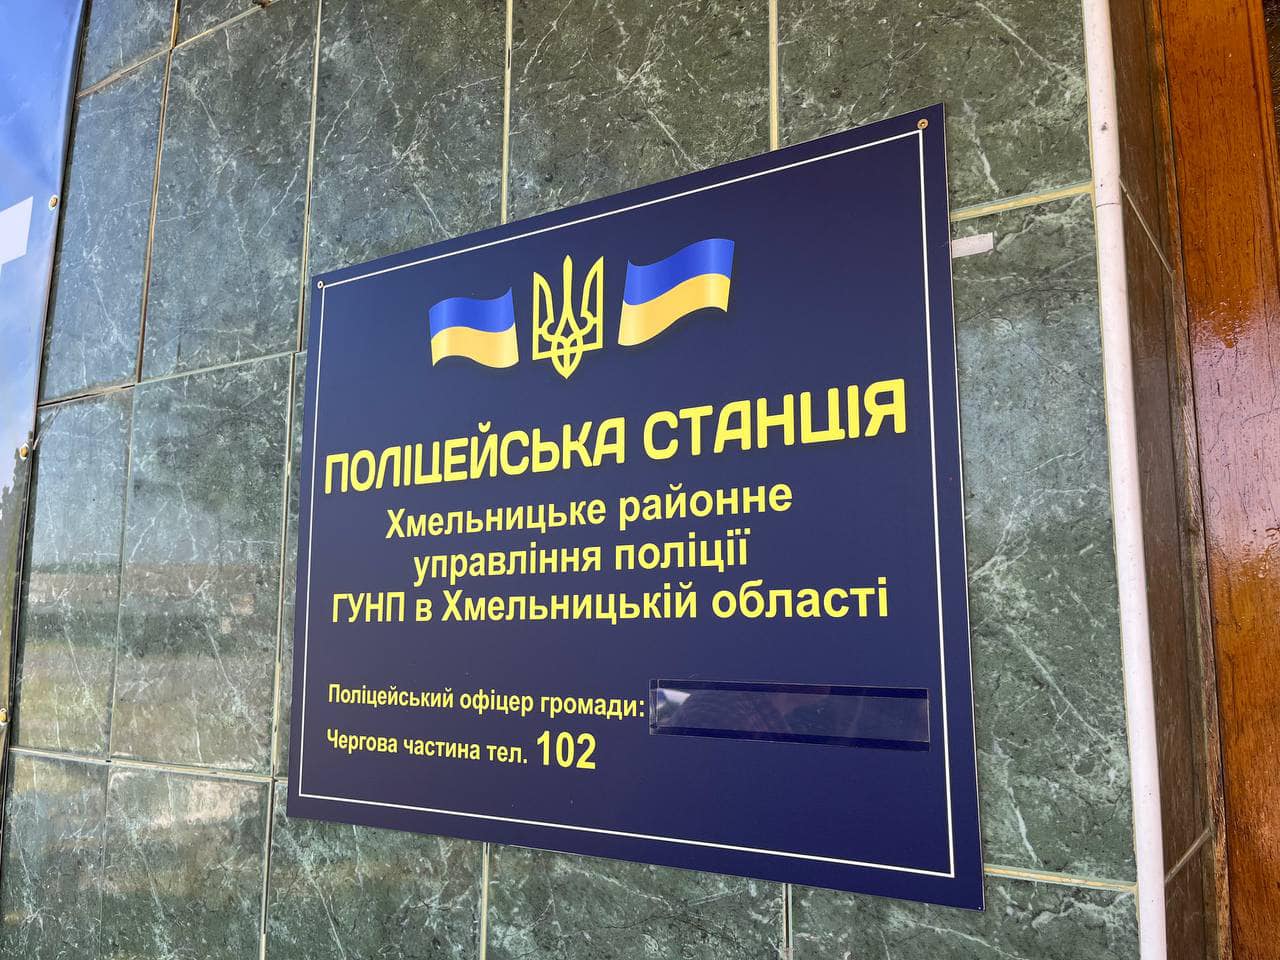 ПОЛІЦЕЙСЬКА СТАНЦІЯ
Хмельницьке районне
управління поліції
ГУНП в Хмельницькій області
Поліцейський офіцер громади:
Чергова частина тел. 102